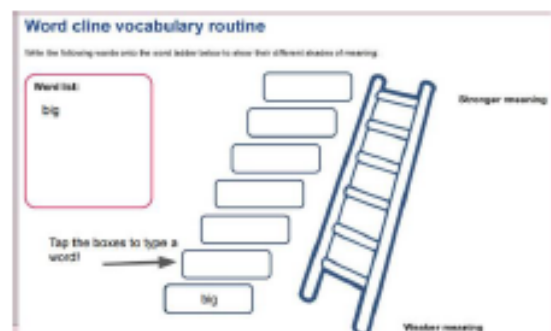 Word cline vocabulary routine
Write the following words onto the word ladder below to show their different shades of meaning:
Word list:
big
Stronger meaning
Tap the boxes to type a
word!
big
Weaker meaning